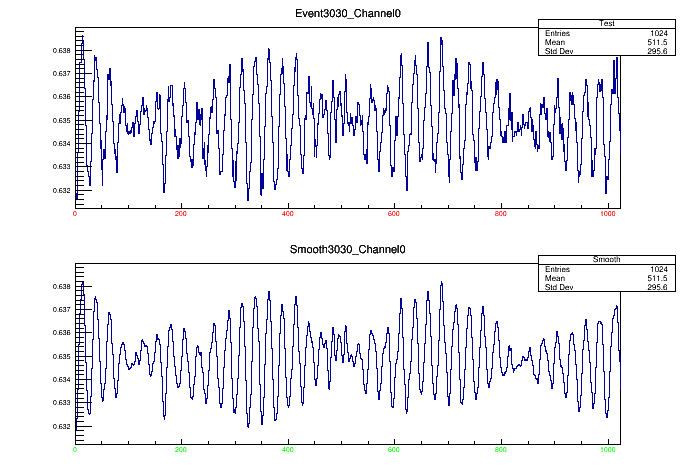 Event3030_Channel0
Test
Entries 1024
Mean 511.5
Std Dev 295.6
0.638
0.637
0.636
0.635
0.634
0.633
0.632
0 200 400 600 800 1000
Smooth3030_Channel0
Smooth
Entries 1024
Mean 511.5
Std Dev 295.6
0.638
0.637
0.636
0.635
0.634
0.633
0.632
0 200 400 600 800 1000